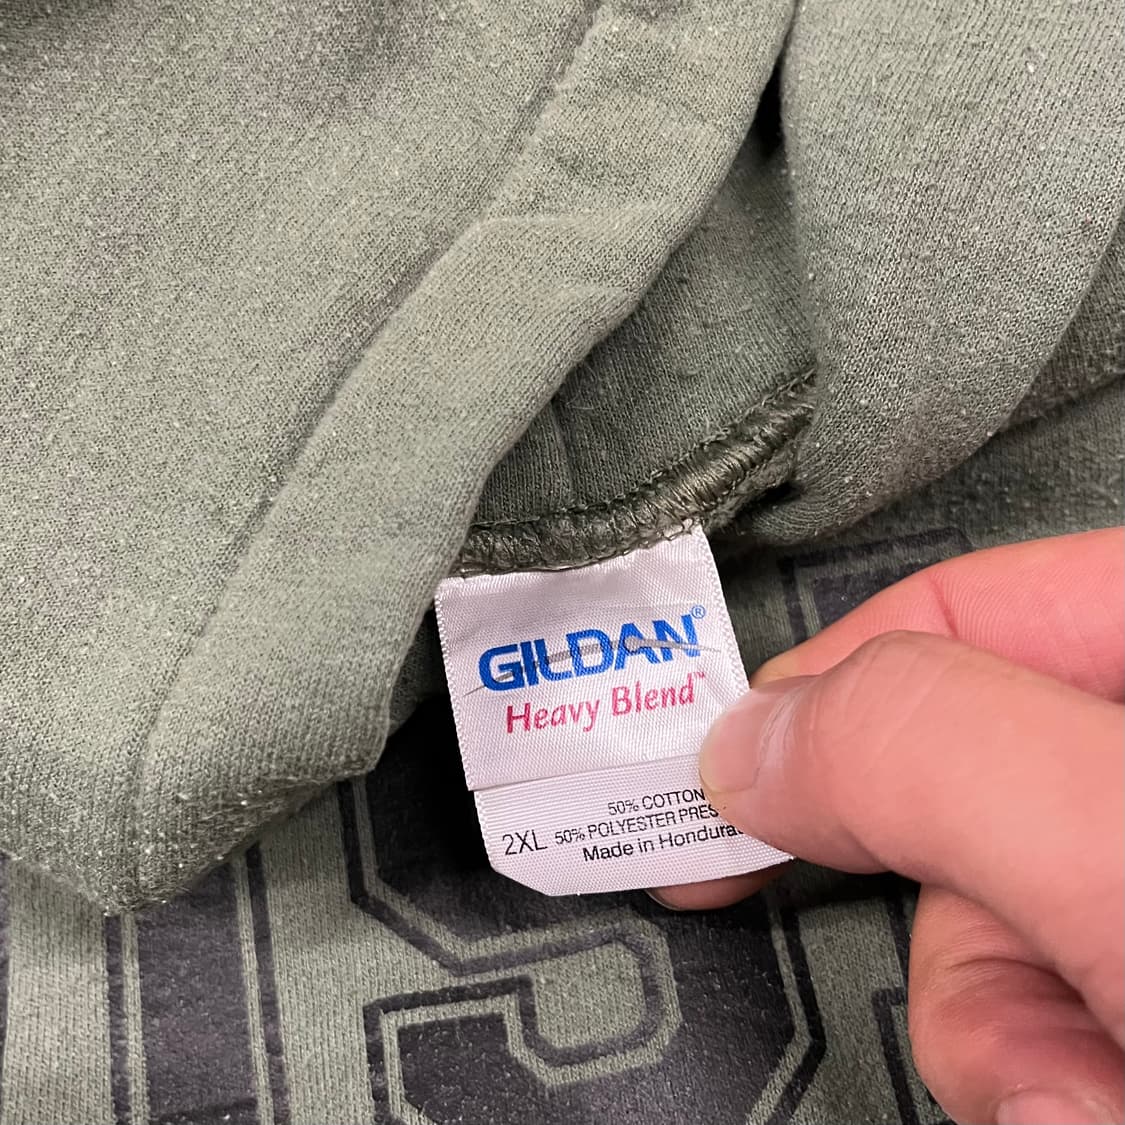 GILDAN®
Heavy Blend™
50% COTTON
2XL 50% POLYESTER
Made in